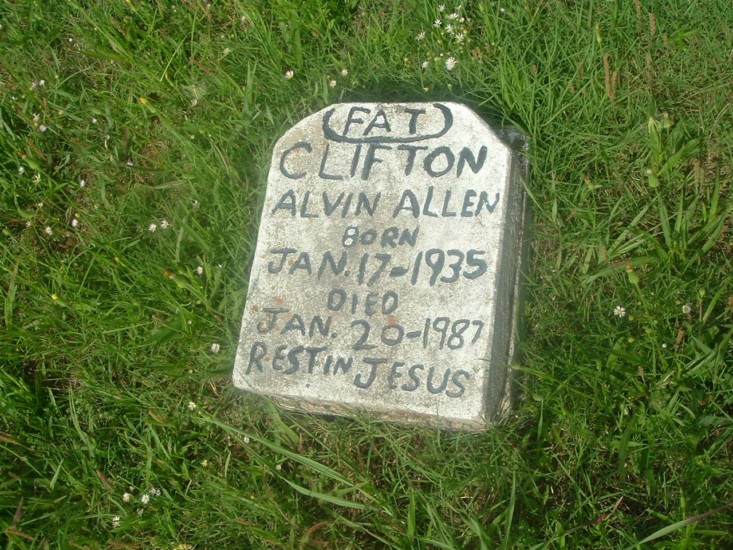 (FAT)
CLIFTON
ALVIN ALLEN
BORN
JAN. 17-1935
DIED
JAN. 20-1987
REST IN JESUS